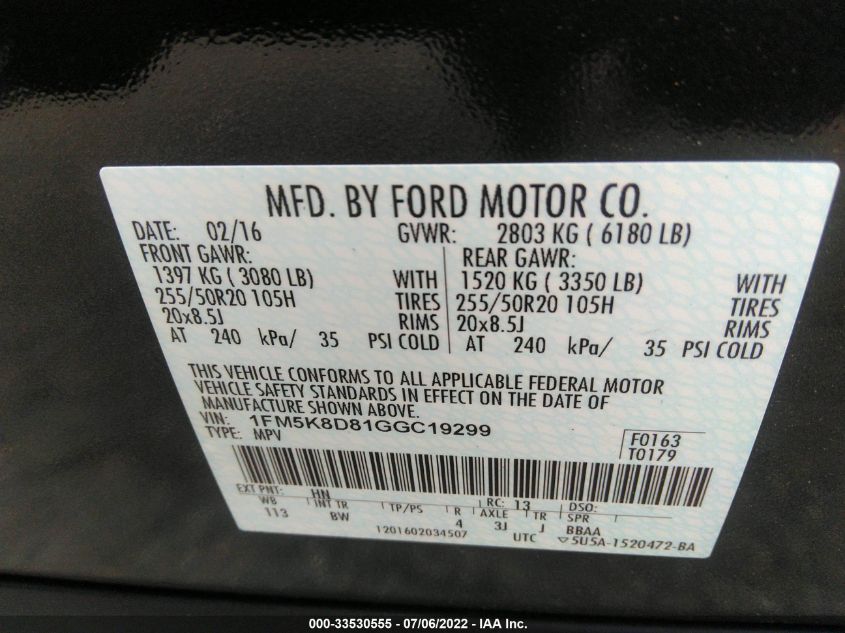 MFD. BY FORD MOTOR CO.
DATE: 02/16 GVWR: 2803 KG ( 6180 LB)
FRONT GAWR: REAR GAWR:
1397 KG ( 3080 LB) WITH 1520 KG ( 3350 LB) WITH
255/50R20 105H TIRES 255/50R20 105H TIRES
20x8.5J RIMS 20x8.5J RIMS
AT 240 kPa/ 35 PSI COLD AT 240 kPa/ 35 PSI COLD
THIS VEHICLE CONFORMS TO ALL APPLICABLE FEDERAL MOTOR
VEHICLE SAFETY STANDARDS IN EFFECT ON THE DATE OF
MANUFACTURE SHOWN ABOVE.
VIN: 1FM5K8D81GGC19299
TYPE: MPV
F0163
T0179
EXT PNT: HN RC: 13 DSO:
WB INT TR TP/PS R AXLE TR SPR
113 BW 4 3J J BBAA
1201602034507 UTC ▽5U5A-1520472-BA
000-33530555 - 07/06/2022 - IAA Inc.